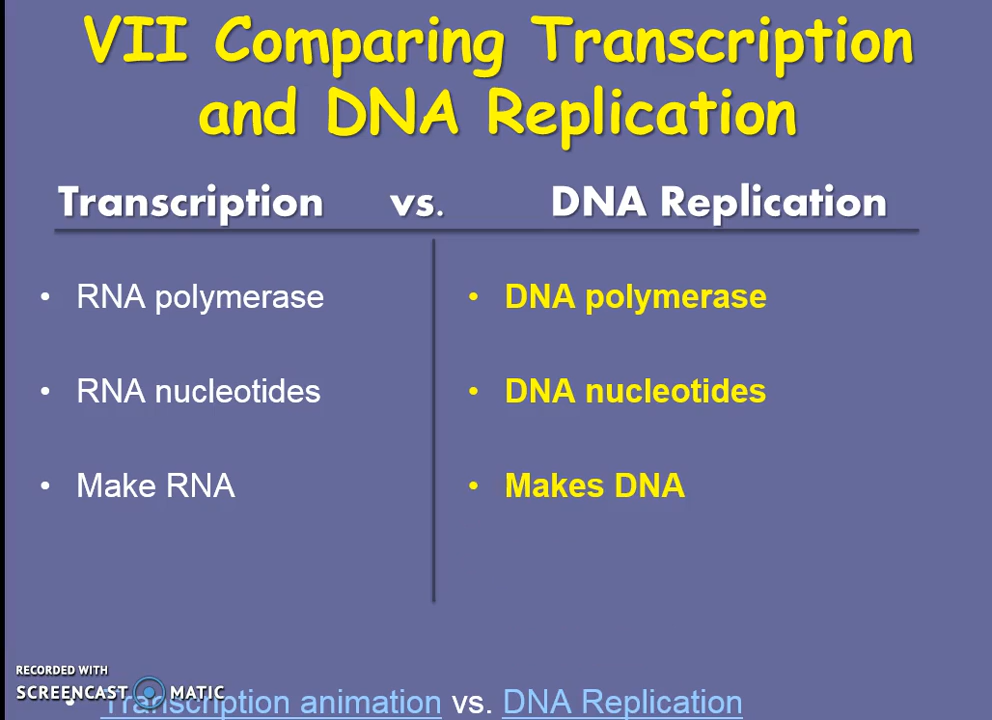 VII Comparing Transcription
and DNA Replication
Transcription vs. DNA Replication
• RNA polymerase
• DNA polymerase
• RNA nucleotides
• DNA nucleotides
• Make RNA
• Makes DNA
RECORDED WITH
SCREENCAST MATIC
• Transcription animation vs. DNA Replication